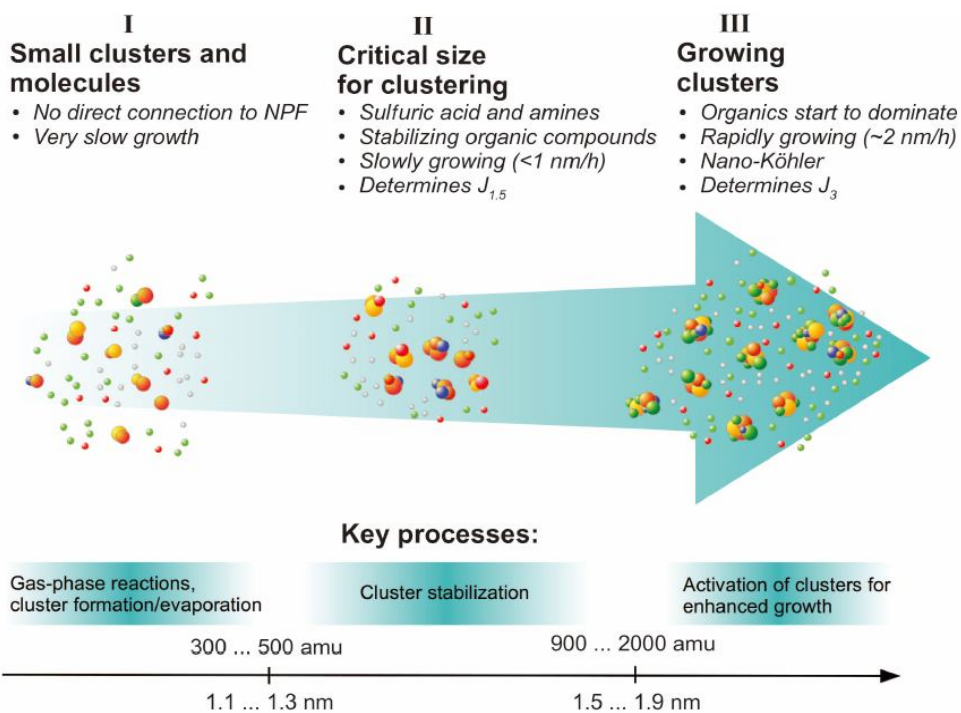 I
Small clusters and
molecules
• No direct connection to NPF
• Very slow growth
II
Critical size
for clustering
• Sulfuric acid and amines
• Stabilizing organic compounds
• Slowly growing (<1 nm/h)
• Determines J1.5
III
Growing
clusters
• Organics start to dominate
• Rapidly growing (~2 nm/h)
• Nano-Köhler
• Determines J3
Key processes:
Gas-phase reactions,
cluster formation/evaporation
Cluster stabilization
Activation of clusters for
enhanced growth
300 ... 500 amu
900 ... 2000 amu
1.1 ... 1.3 nm
1.5 ... 1.9 nm